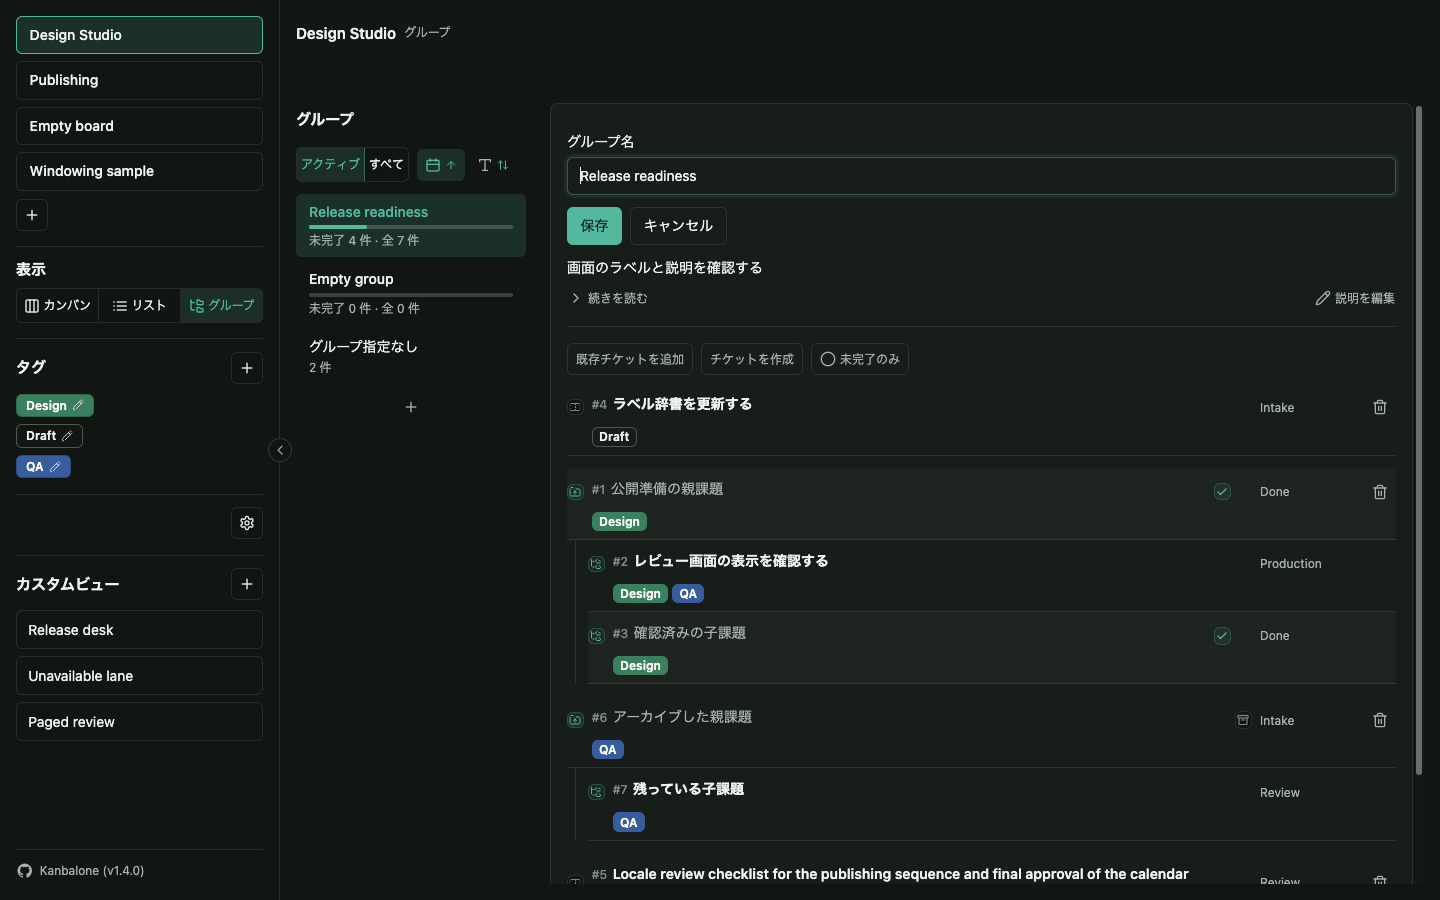 Design Studio
Publishing
Empty board
Windowing sample
表示
カンバン
リスト
グループ
タグ
Design
Draft
QA
カスタムビュー
Release desk
Unavailable lane
Paged review
Kanbalone (v1.4.0)
Design Studio グループ
グループ
アクティブ すべて
Release readiness
未完了 4 件 · 全 7 件
Empty group
未完了 0 件 · 全 0 件
グループ指定なし
2 件
グループ名
Release readiness
保存 キャンセル
画面のラベルと説明を確認する
続きを読む
説明を編集
既存チケットを追加 チケットを作成 未完了のみ
#4 ラベル辞書を更新する Intake
Draft
#1 公開準備の親課題 Done
Design
#2 レビュー画面の表示を確認する Production
Design QA
#3 確認済みの子課題 Done
Design
#6 アーカイブした親課題 Intake
QA
#7 残っている子課題 Review
QA
#5 Locale review checklist for the publishing sequence and final approval of the calendar Review